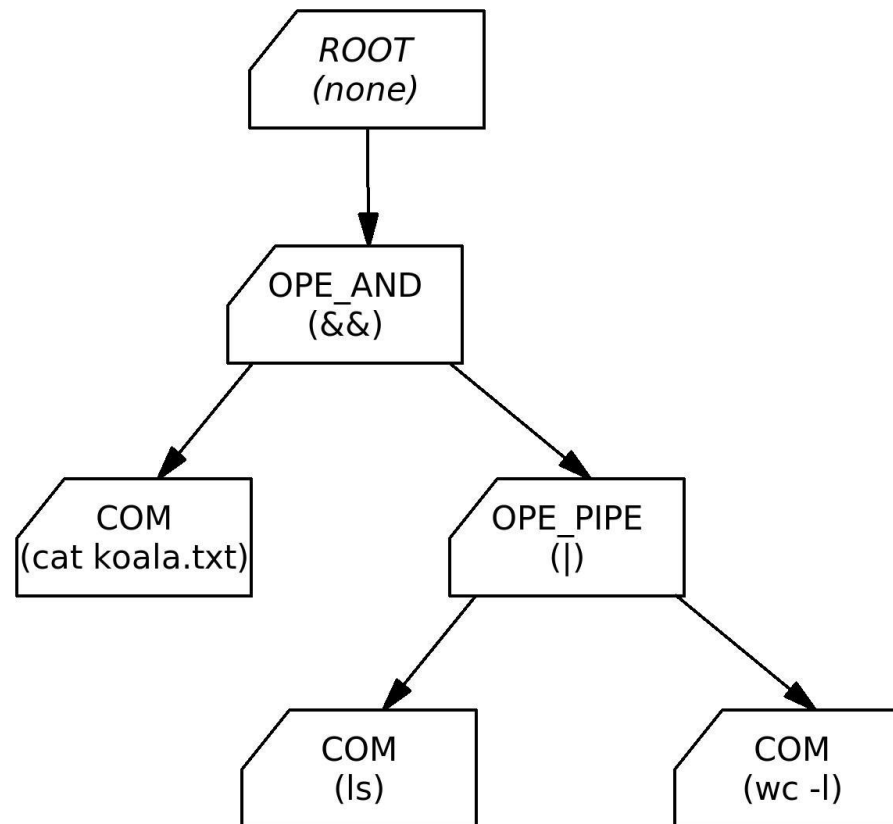 ROOT
(none)
OPE_AND
(&&)
COM
(cat koala.txt)
OPE_PIPE
(|)
COM
(ls)
COM
(wc -l)